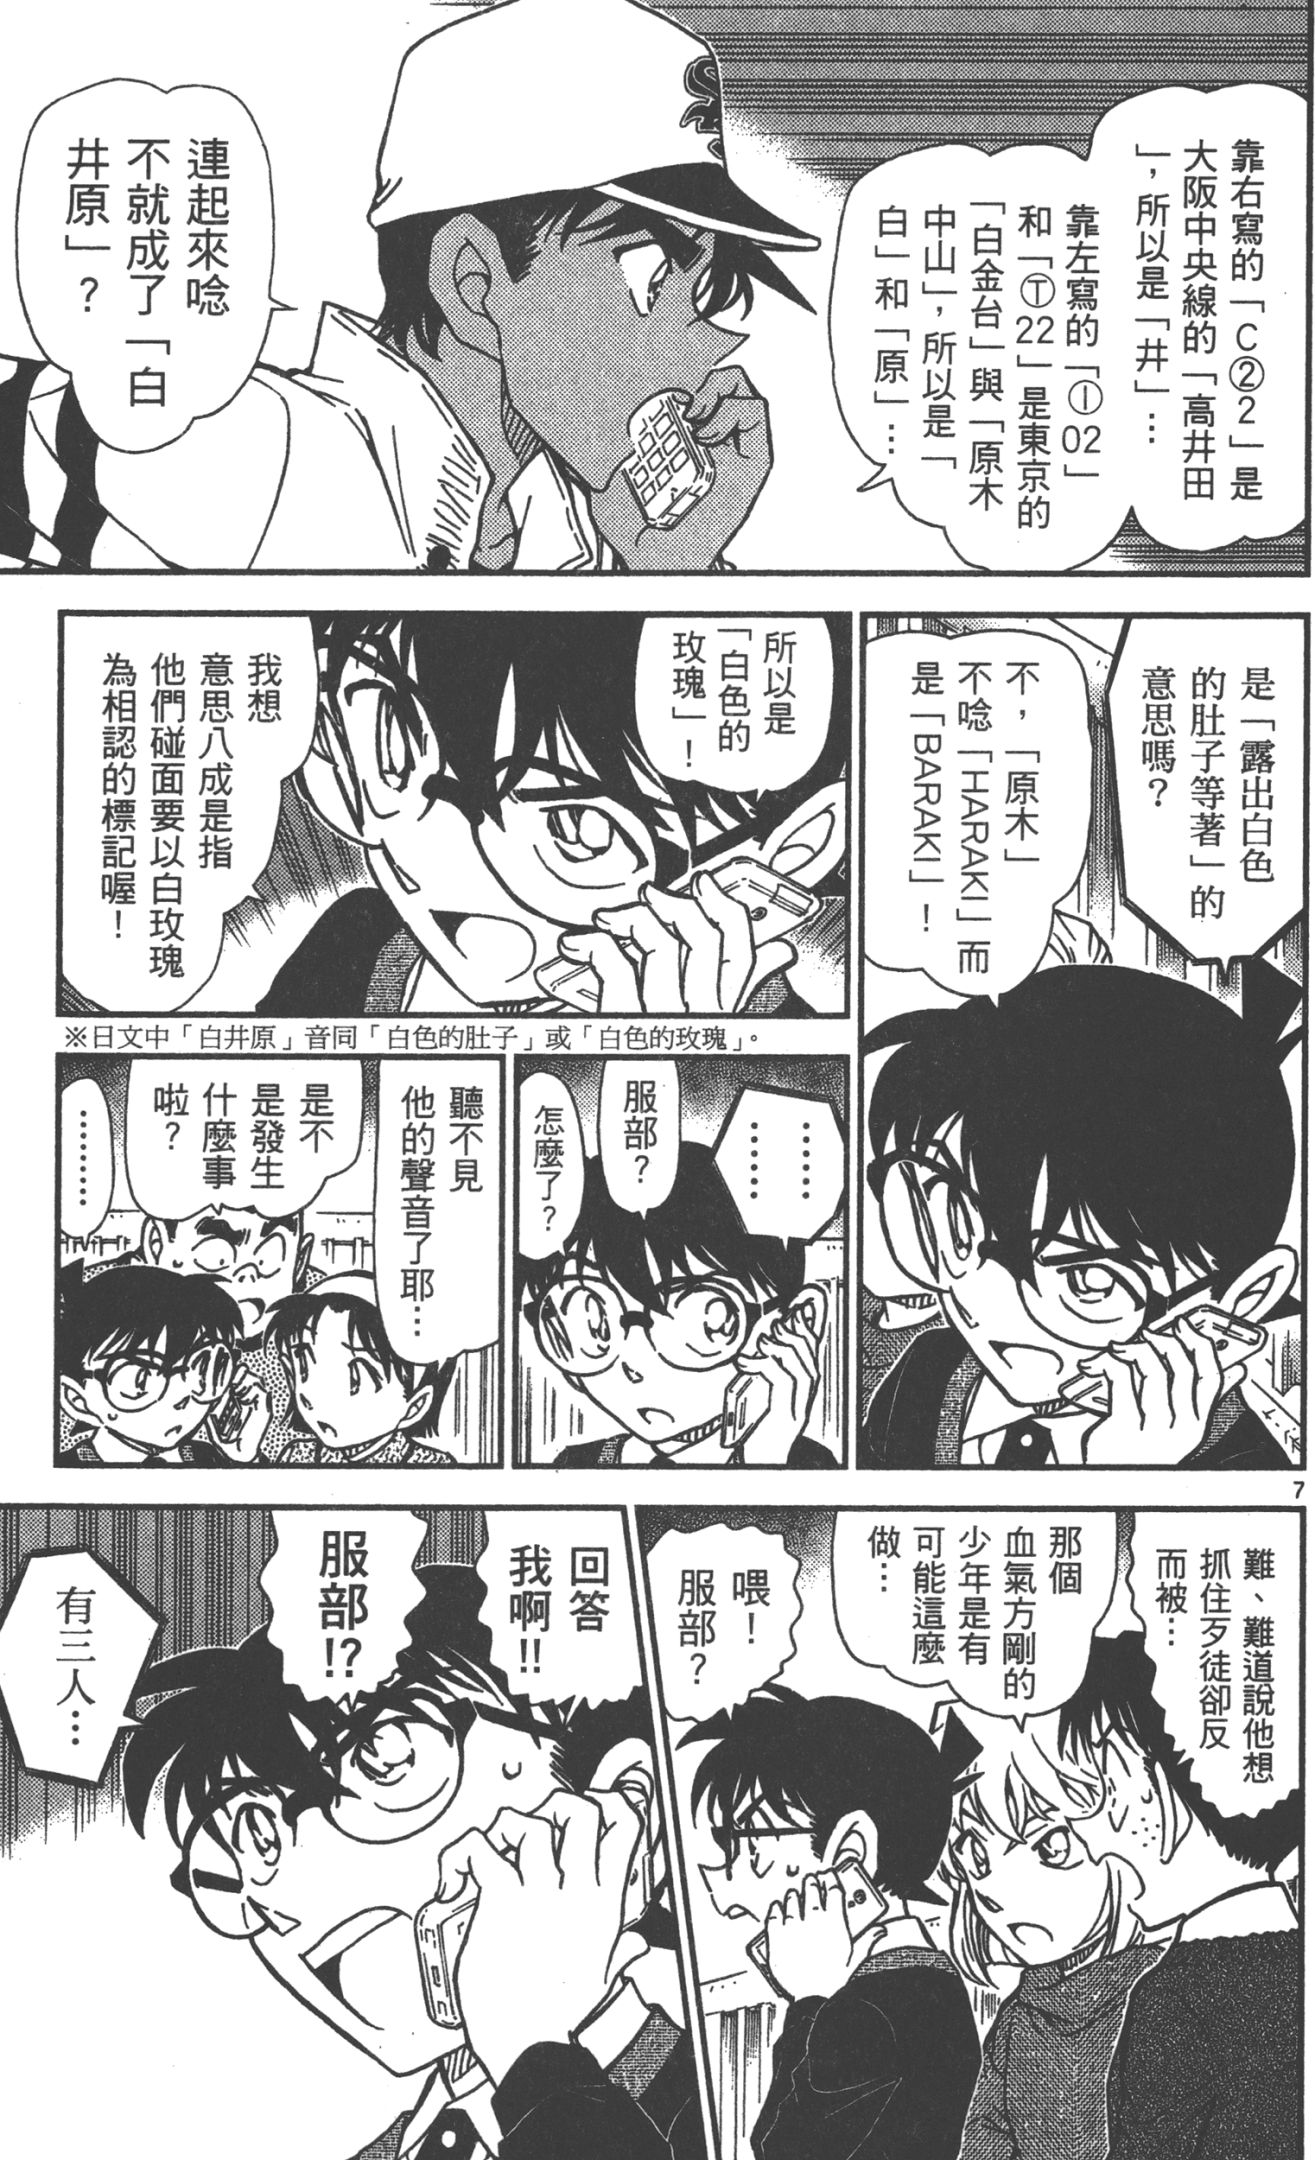 靠右寫的「C②2」是
大阪中央線的「高井田
」，所以是「井」…
靠左寫的「①02」
和「Ⓣ22」是東京的
「白金台」與「原木
中山」，所以是「
白」和「原」…
連起來唸
不就成了「白
井原」？
是「露出白色
的肚子等著」的
意思嗎？
不，「原木」
不唸「HARAKI」而
是「BARAKI」！
所以是
「白色的
玫瑰」！
我想
意思八成是指
他們碰面要以白玫瑰
為相認的標記喔！
※日文中「白井原」音同「白色的肚子」或「白色的玫瑰」。
……
……
服部？
怎麼了？
聽不見
他的聲音了耶…
是不
是發生
什麼事
啦？
………
7
難、難道說他想
抓住歹徒卻反
而被…
那個
血氣方剛的
少年是有
可能這麼
做…
喂！
服部？
回答
我啊!!
服部!?
有三人…